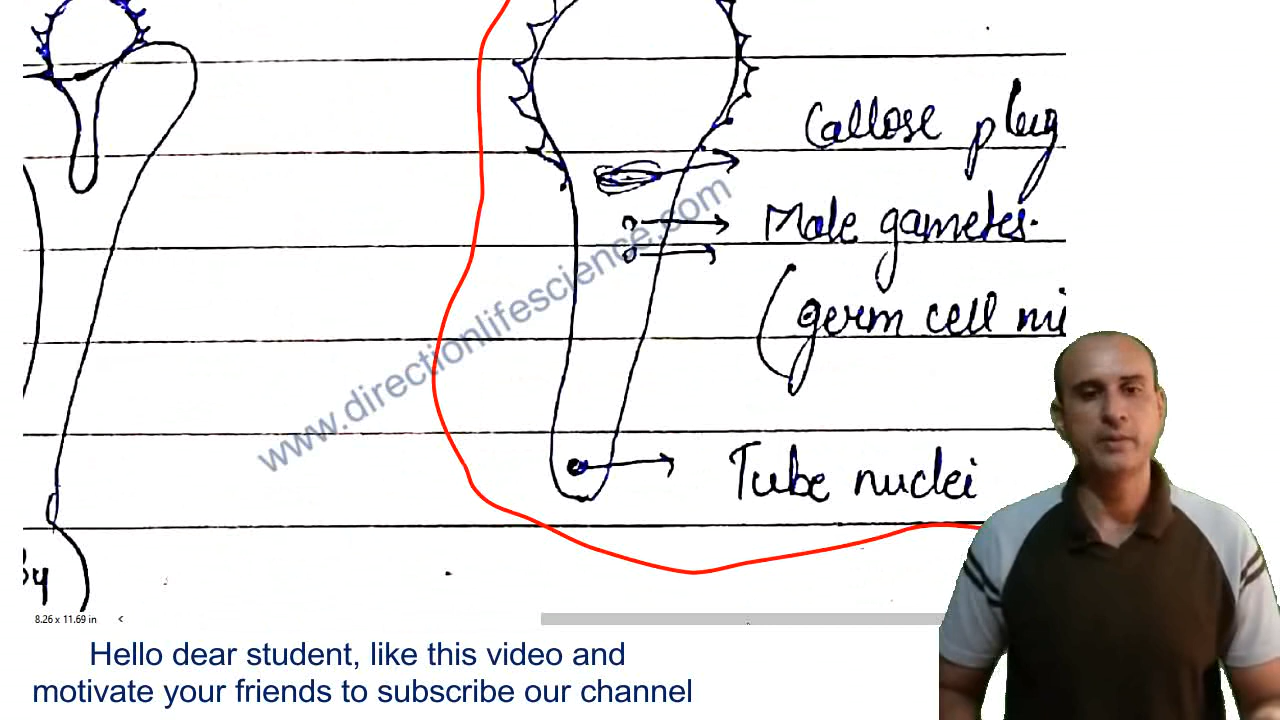 Callose plug
Male gametes.
(germ cell
Tube nuclei
www.directionlifescience.com
8.26 x 11.69 in <
Hello dear student, like this video and
motivate your friends to subscribe our channel